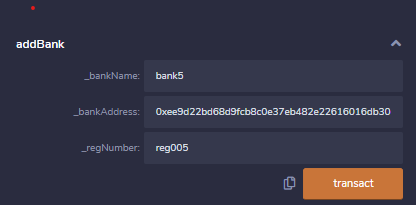 addBank
_bankName: bank5
_bankAddress: 0xee9d22bd68d9fcb8c0e37eb482e22616016db30
_regNumber: reg005
transact